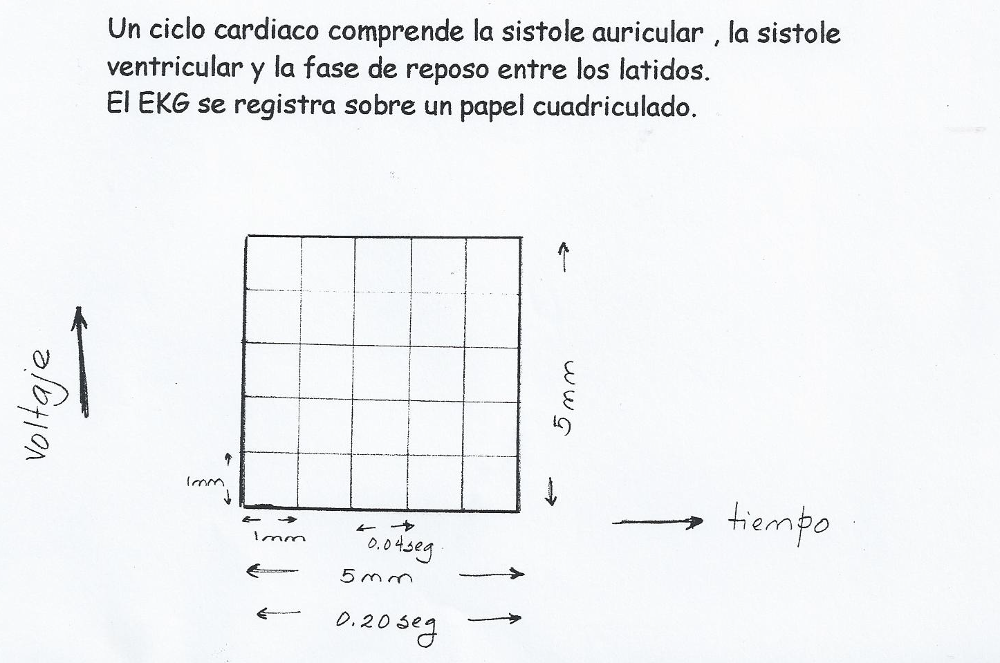 Un ciclo cardiaco comprende la sistole auricular , la sistole
ventricular y la fase de reposo entre los latidos.
El EKG se registra sobre un papel cuadriculado.
Voltaje
5mm
1mm
1mm
0.04seg
tiempo
5mm
0.20seg